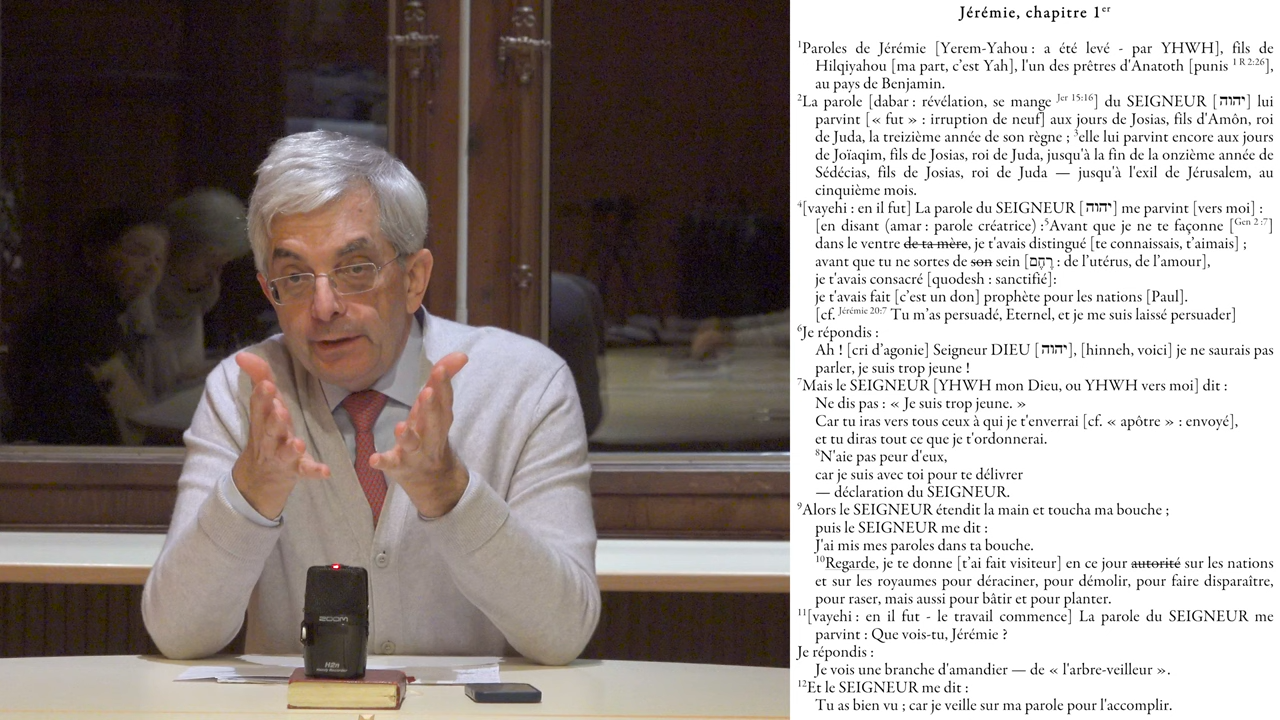 Jérémie, chapitre 1er
1Paroles de Jérémie [Yerem-Yahou : a été levé - par YHWH], fils de
Hilqiyahou [ma part, c'est Yah], l'un des prêtres d'Anatoth [punis 1 R 2:26],
au pays de Benjamin.
2La parole [dabar : révélation, se mange Jer 15:16] du SEIGNEUR [יהוה] lui
parvint [« fut » : irruption de neuf] aux jours de Josias, fils d'Amôn, roi
de Juda, la treizième année de son règne ; 3elle lui parvint encore aux jours
de Joïaqim, fils de Josias, roi de Juda, jusqu'à la fin de la onzième année de
Sédécias, fils de Josias, roi de Juda — jusqu'à l'exil de Jérusalem, au
cinquième mois.
4[vayehi : en il fut] La parole du SEIGNEUR [יהוה] me parvint [vers moi] :
[en disant (amar : parole créatrice) :5Avant que je ne te façonne [Gen 2 :7]
dans le ventre de ta mère, je t'avais distingué [te connaissais, t'aimais] ;
avant que tu ne sortes de son sein [רֶחֶם : de l'utérus, de l'amour],
je t'avais consacré [quodesh : sanctifié]:
je t'avais fait [c'est un don] prophète pour les nations [Paul].
[cf. Jérémie 20:7 Tu m'as persuadé, Eternel, et je me suis laissé persuader]
6Je répondis :
Ah ! [cri d'agonie] Seigneur DIEU [יהוה], [hinneh, voici] je ne saurais pas
parler, je suis trop jeune !
7Mais le SEIGNEUR [YHWH mon Dieu, ou YHWH vers moi] dit :
Ne dis pas : « Je suis trop jeune. »
Car tu iras vers tous ceux à qui je t'enverrai [cf. « apôtre » : envoyé],
et tu diras tout ce que je t'ordonnerai.
8N'aie pas peur d'eux,
car je suis avec toi pour te délivrer
— déclaration du SEIGNEUR.
9Alors le SEIGNEUR étendit la main et toucha ma bouche ;
puis le SEIGNEUR me dit :
J'ai mis mes paroles dans ta bouche.
10Regarde, je te donne [t'ai fait visiteur] en ce jour autorité sur les nations
et sur les royaumes pour déraciner, pour démolir, pour faire disparaître,
pour raser, mais aussi pour bâtir et pour planter.
11[vayehi : en il fut - le travail commence] La parole du SEIGNEUR me
parvint : Que vois-tu, Jérémie ?
Je répondis :
Je vois une branche d'amandier — de « l'arbre-veilleur ».
12Et le SEIGNEUR me dit :
Tu as bien vu ; car je veille sur ma parole pour l'accomplir.
ZOOM
H2n
Handy Recorder